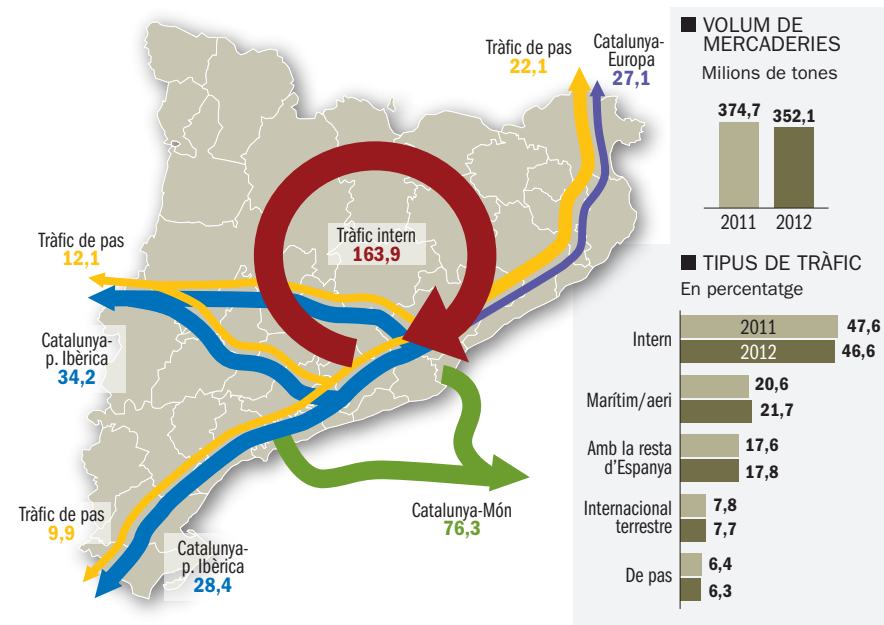 Tràfic de pas
22,1
Catalunya-
Europa
27,1
Tràfic intern
163,9
Tràfic de pas
12,1
Catalunya-
p. Ibèrica
34,2
Tràfic de pas
9,9
Catalunya-
p. Ibèrica
28,4
Catalunya-Món
76,3
VOLUM DE
MERCADERIES
Milions de tones
374,7
352,1
2011
2012
TIPUS DE TRÀFIC
En percentatge
Intern
2011
47,6
2012
46,6
Marítim/aeri
20,6
21,7
Amb la resta
d'Espanya
17,6
17,8
Internacional
terrestre
7,8
7,7
De pas
6,4
6,3